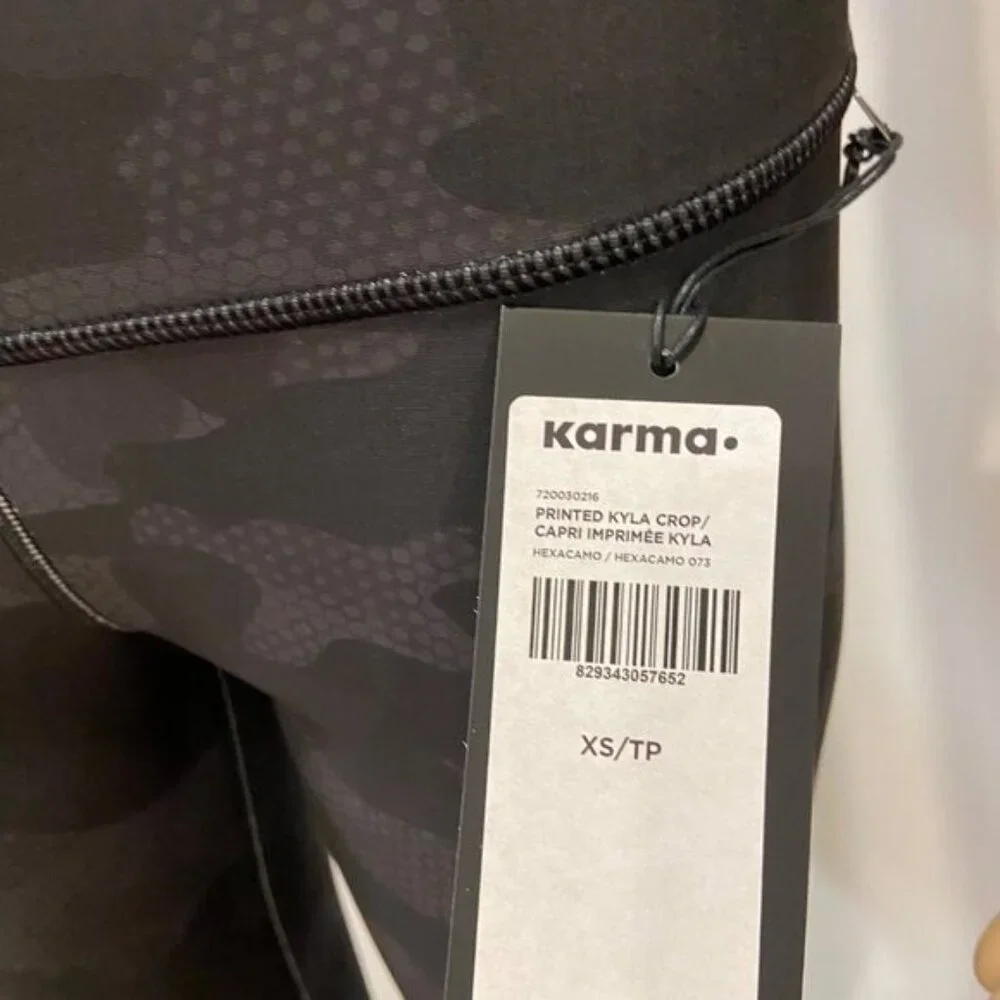 Karma.
720030216
PRINTED KYLA CROP/
CAPRI IMPRIMÉE KYLA
HEXACAMO / HEXACAMO 073
829343057652
XS/TP